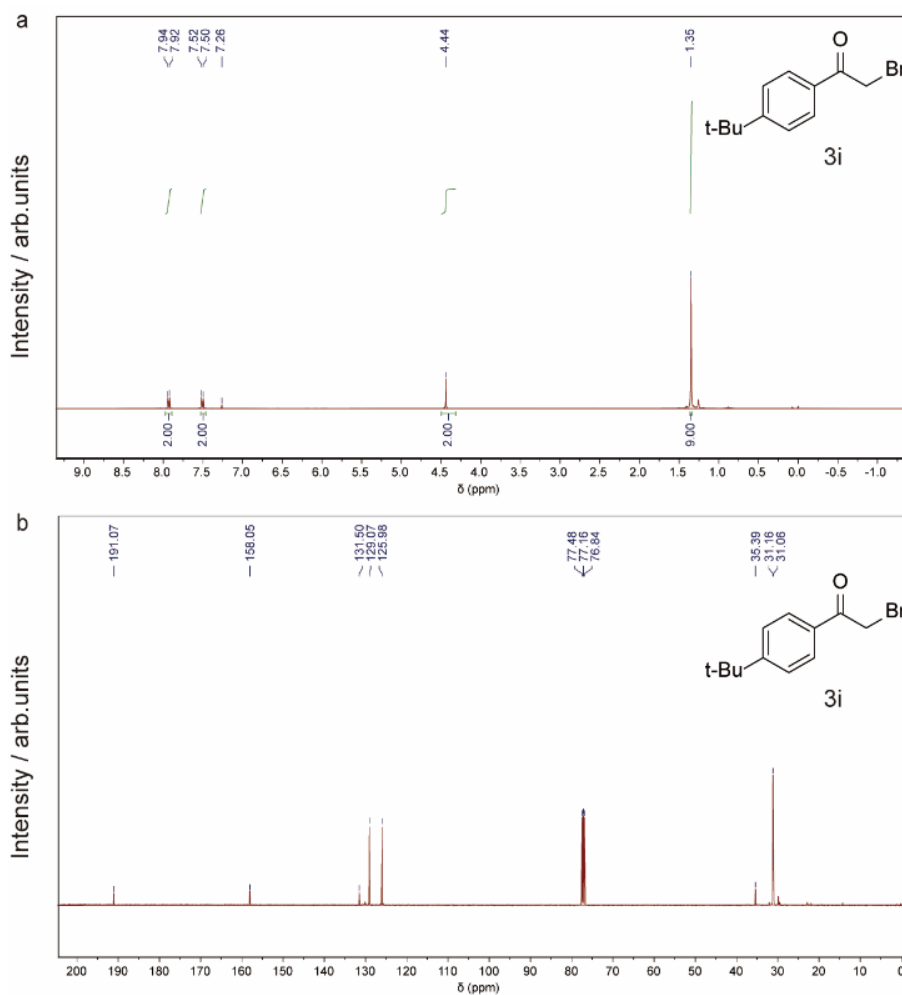 a
7.94
7.92
7.52
7.50
7.26
4.44
1.35
O
Br
t-Bu
3i
Intensity / arb.units
2.00
2.00
2.00
9.00
9.0 8.5 8.0 7.5 7.0 6.5 6.0 5.5 5.0 4.5 4.0 3.5 3.0 2.5 2.0 1.5 1.0 0.5 0.0 -0.5 -1.0
δ (ppm)
b
191.07
158.05
131.50
129.07
125.98
77.48
77.16
76.84
35.39
31.16
31.06
O
Br
t-Bu
3i
Intensity / arb.units
200 190 180 170 160 150 140 130 120 110 100 90 80 70 60 50 40 30 20 10 0
δ (ppm)